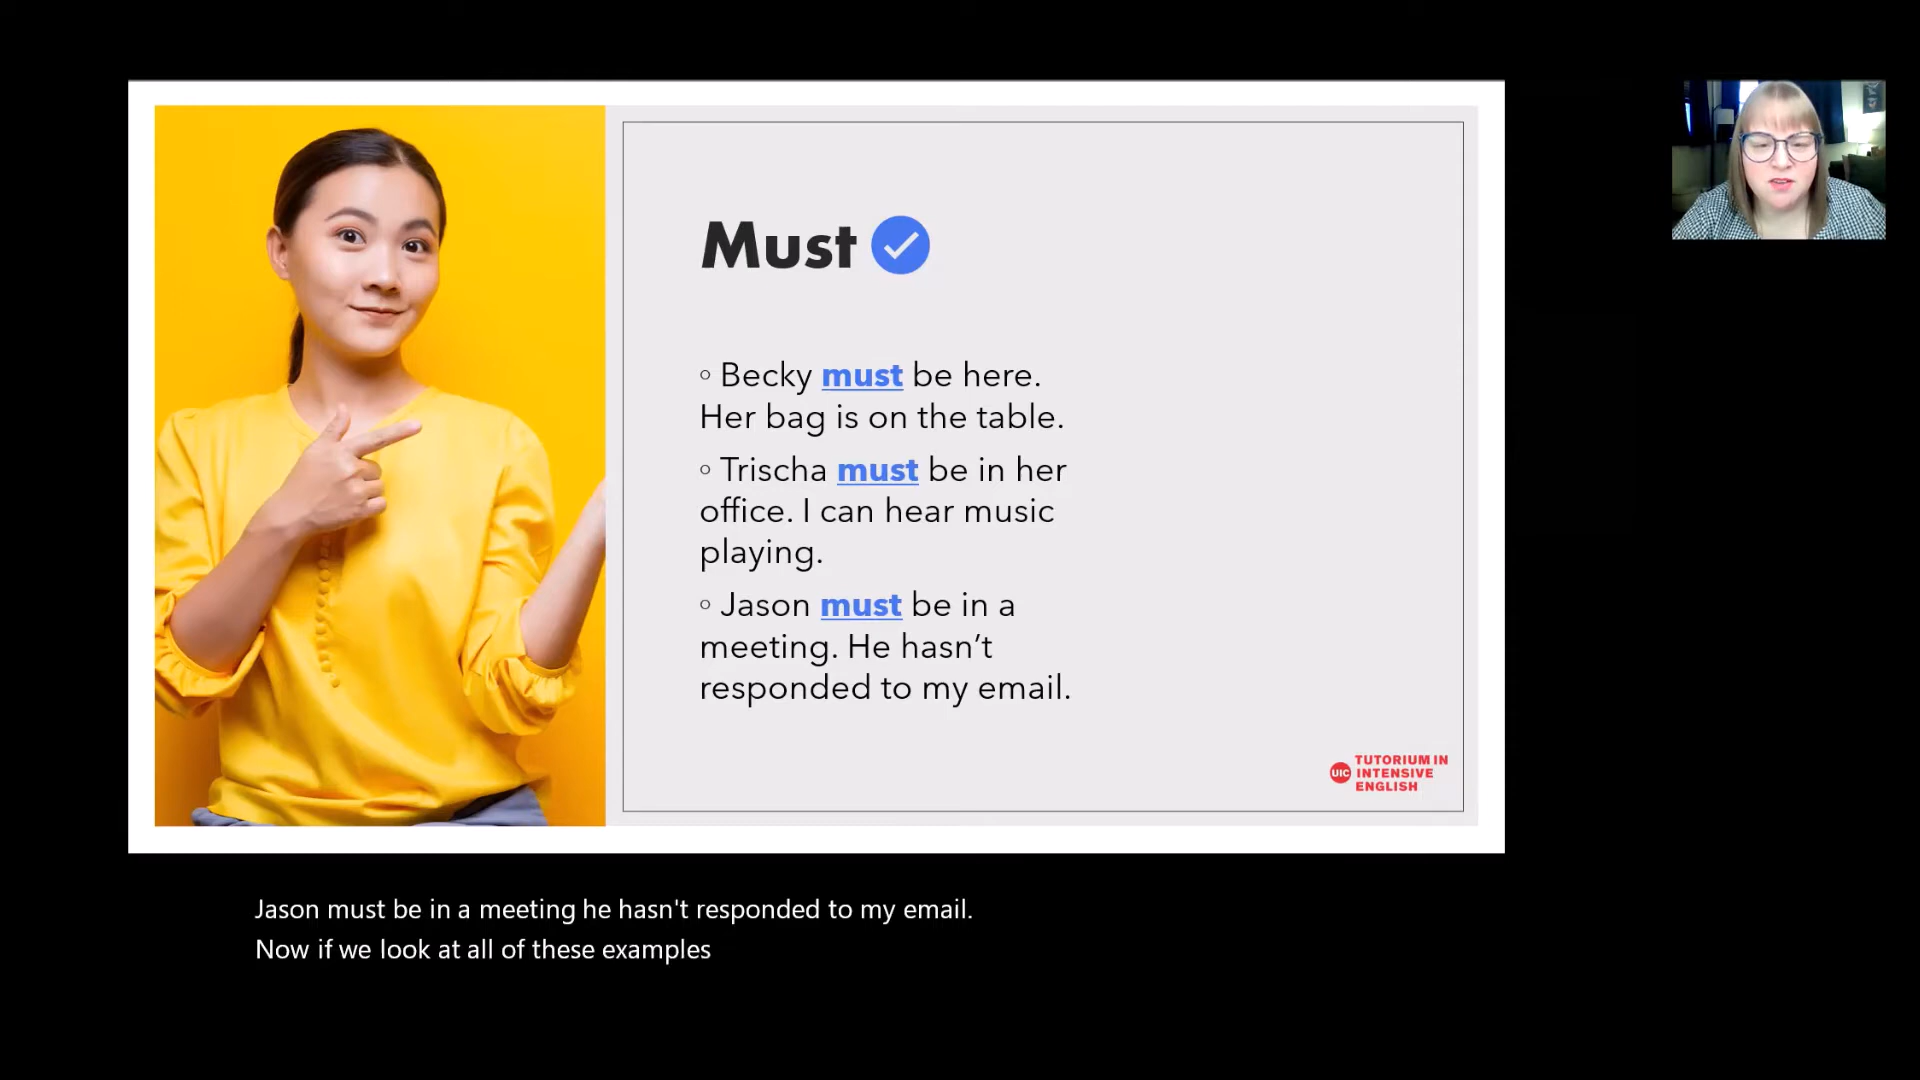 Must
◦ Becky must be here.
Her bag is on the table.
◦ Trischa must be in her
office. I can hear music
playing.
◦ Jason must be in a
meeting. He hasn’t
responded to my email.
UIC
TUTORIUM IN
INTENSIVE
ENGLISH
Jason must be in a meeting he hasn't responded to my email.
Now if we look at all of these examples